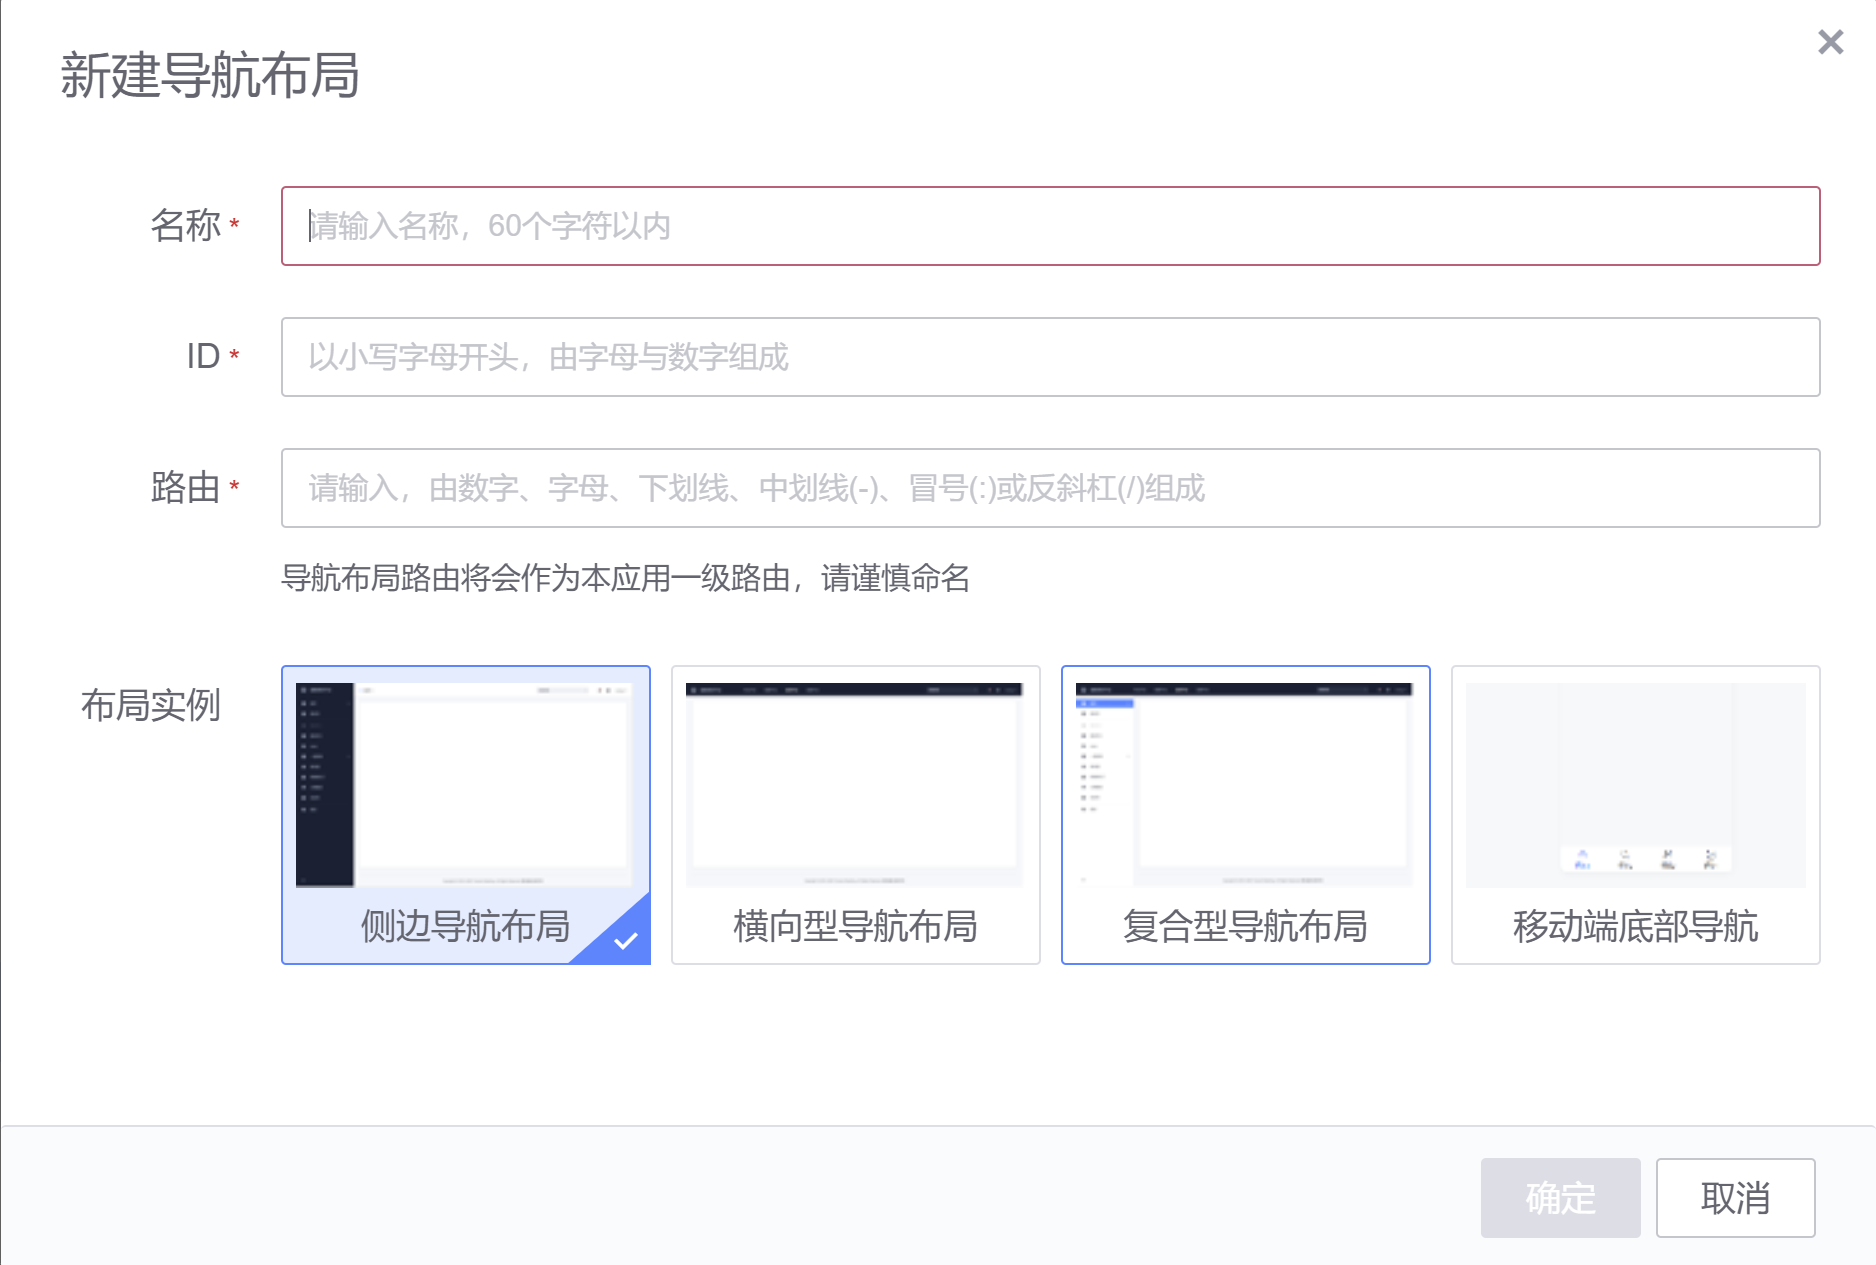 新建导航布局
名称 *
请输入名称，60个字符以内
ID *
以小写字母开头，由字母与数字组成
路由 *
请输入，由数字、字母、下划线、中划线(-)、冒号(:)或反斜杠(/)组成
导航布局路由将会作为本应用一级路由，请谨慎命名
布局实例
侧边导航布局
横向型导航布局
复合型导航布局
移动端底部导航
确定
取消